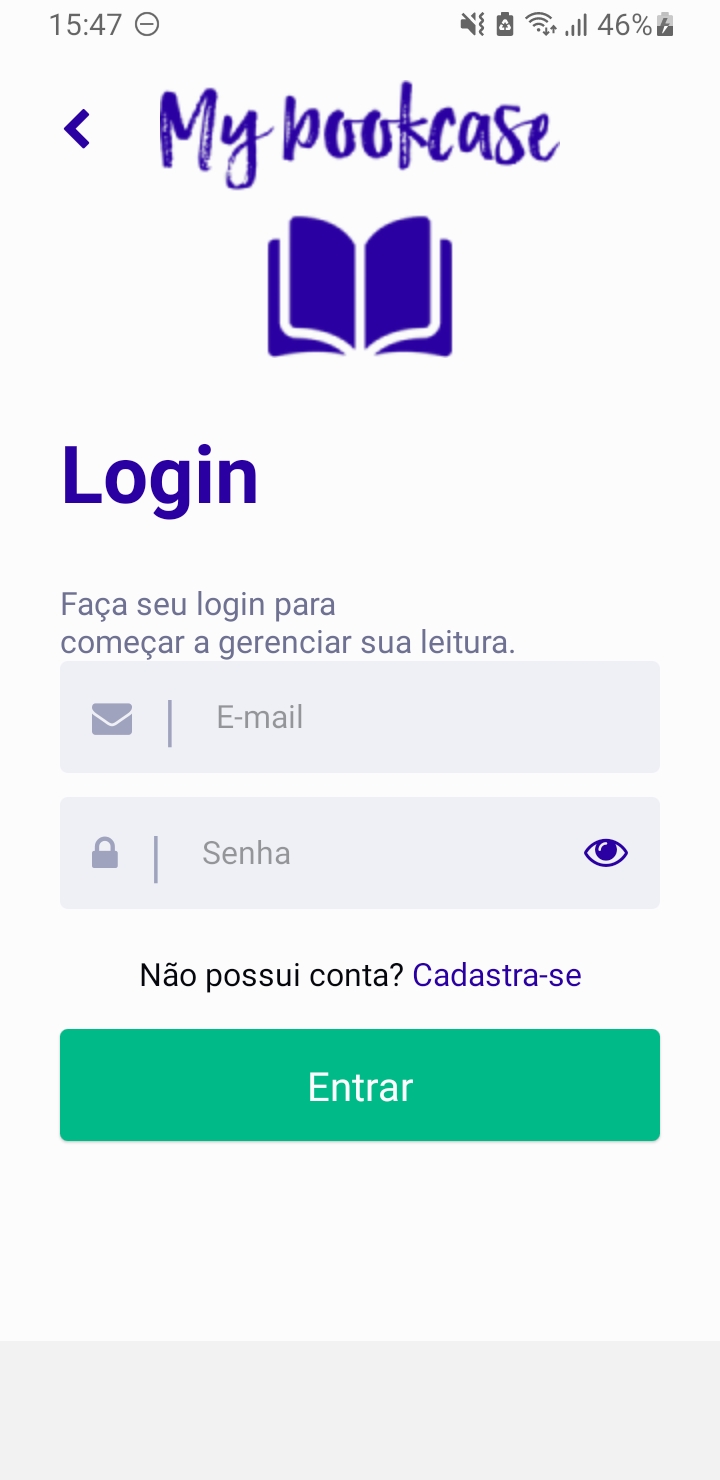 15:47
46%
My bookcase
Login
Faça seu login para
começar a gerenciar sua leitura.
E-mail
Senha
Não possui conta? Cadastra-se
Entrar